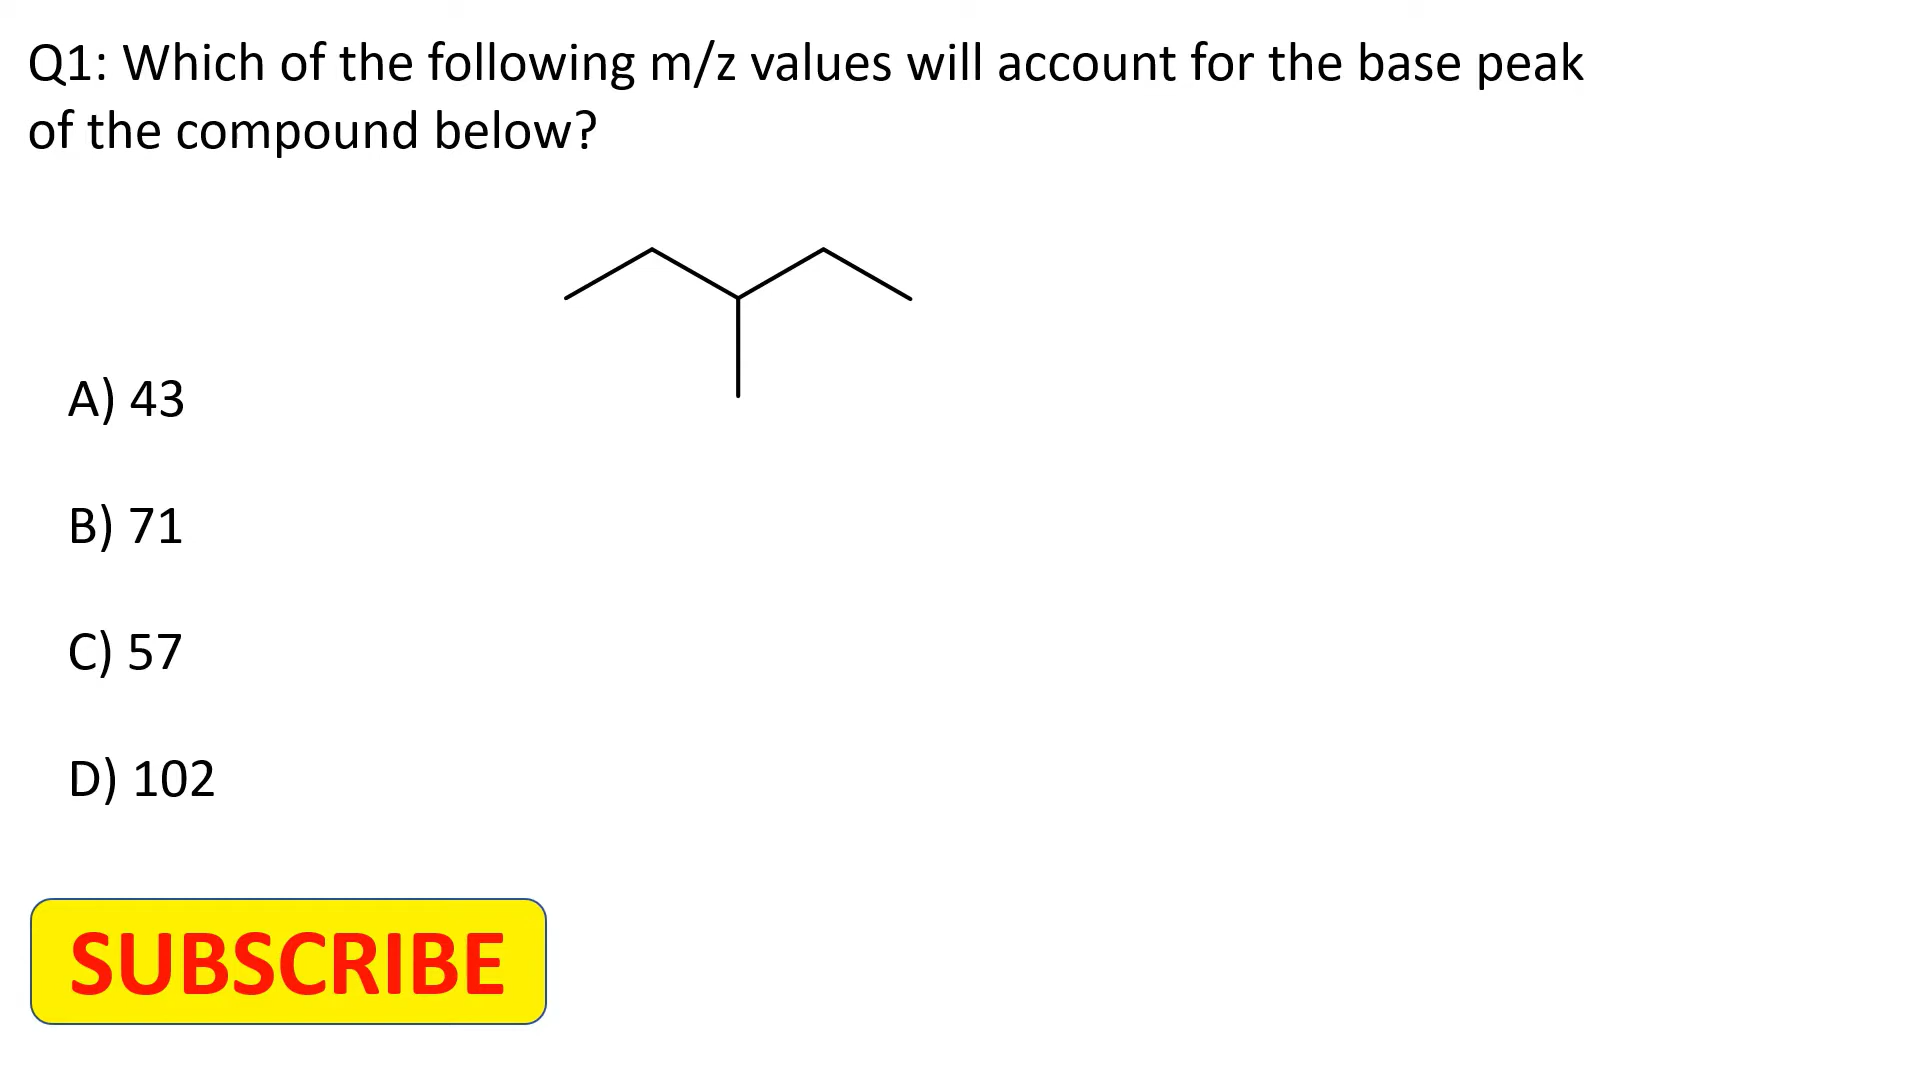 Q1: Which of the following m/z values will account for the base peak
of the compound below?
A) 43
B) 71
C) 57
D) 102
SUBSCRIBE